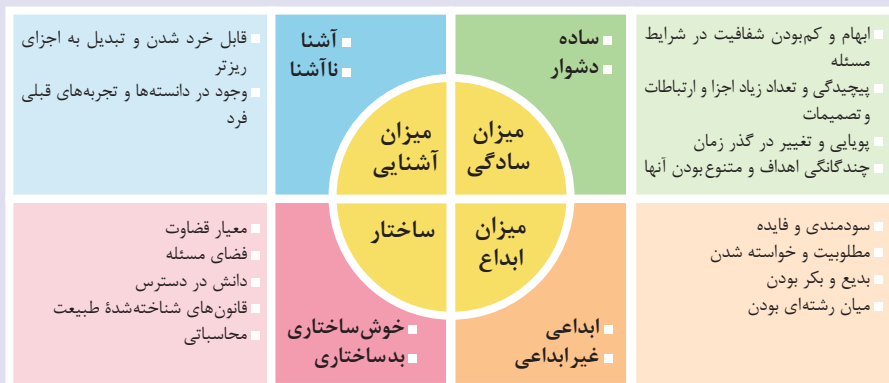 ابهام و کم‌بودن شفافیت در شرایط
مسئله
پیچیدگی و تعداد زیاد اجزا و ارتباطات
و تصمیمات
پویایی و تغییر در گذر زمان
چندگانگی اهداف و متنوع‌بودن آنها
ساده
دشوار
میزان
سادگی
آشنا
ناآشنا
میزان
آشنایی
قابل خرد شدن و تبدیل به اجزای
ریزتر
وجود در دانسته‌ها و تجربه‌های قبلی
فرد
سودمندی و فایده
مطلوبیت و خواسته شدن
بدیع و بکر بودن
میان رشته‌ای بودن
میزان
ابداع
ابداعی
غیرابداعی
ساختار
خوش‌ساختاری
بدساختاری
معیار قضاوت
فضای مسئله
دانش در دسترس
قانون‌های شناخته‌شدهٔ طبیعت
محاسباتی